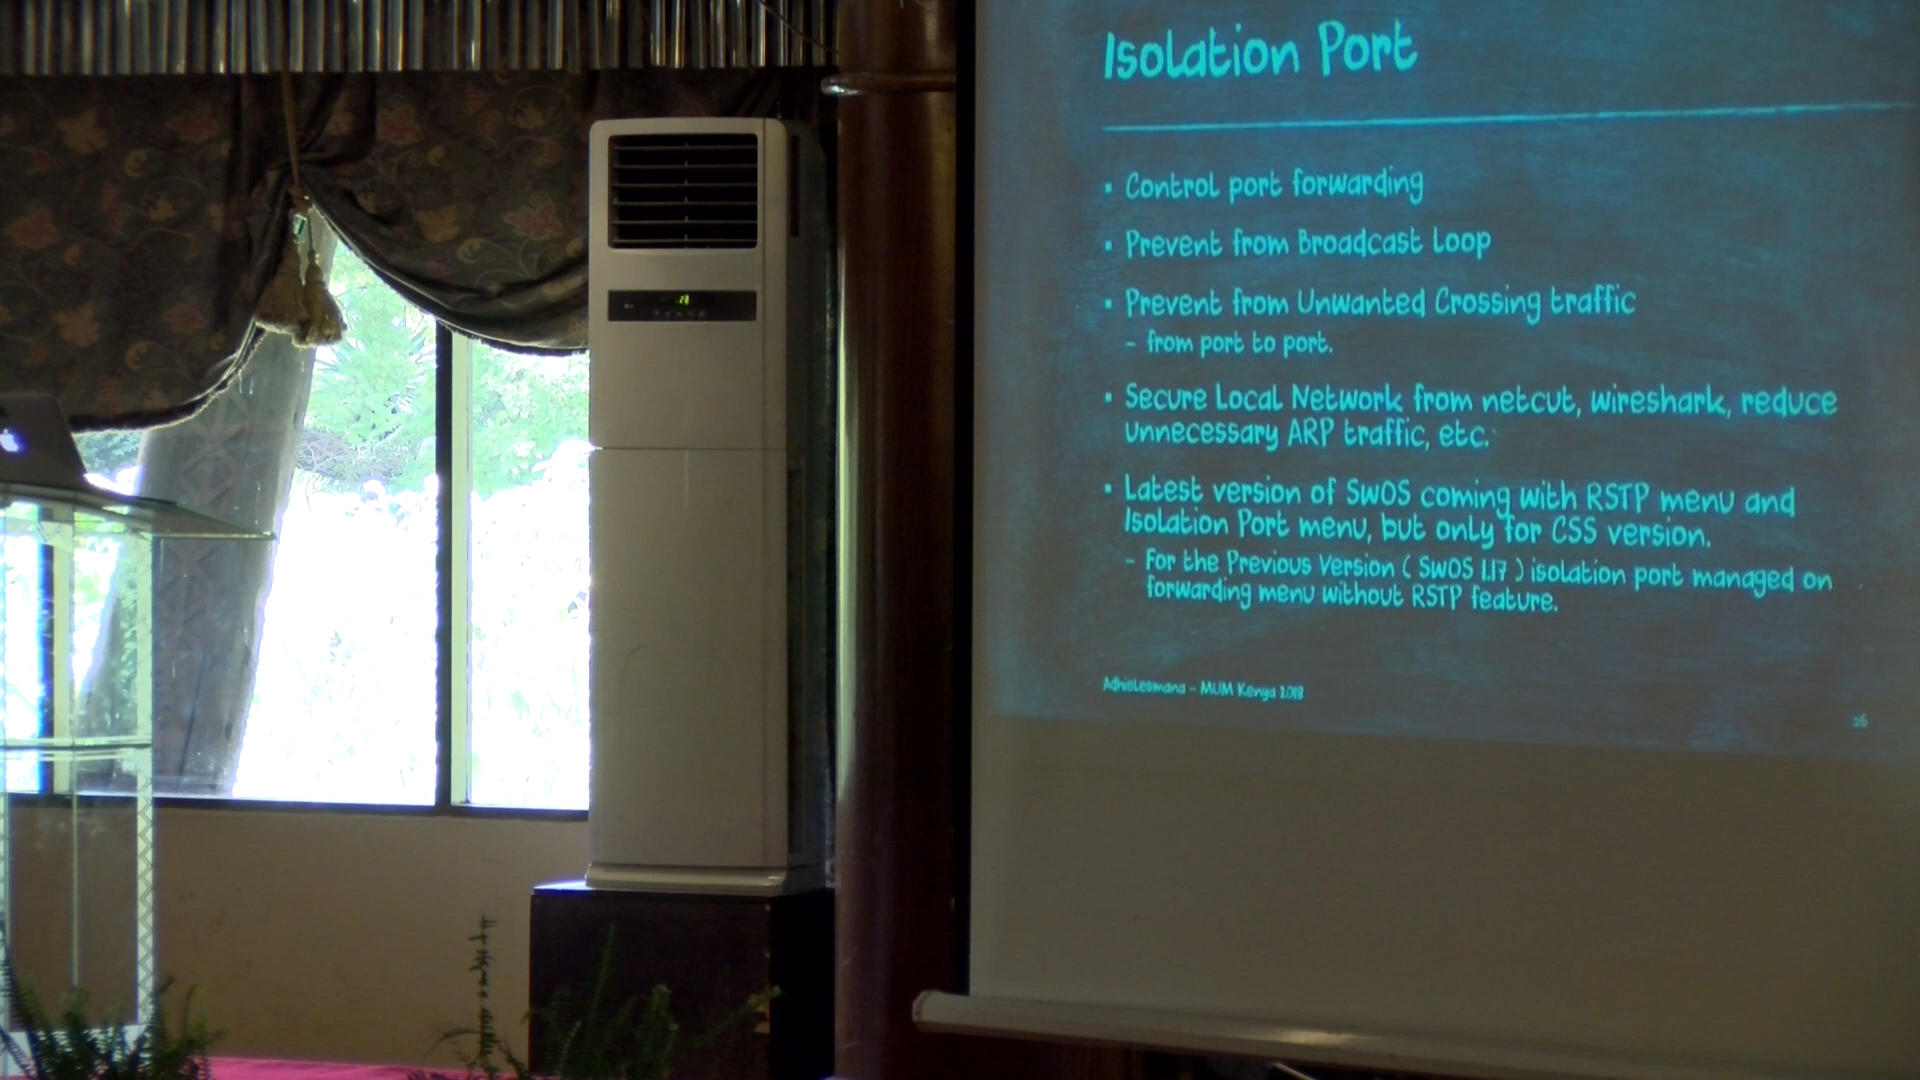 Isolation Port
▪ Control port forwarding
▪ Prevent from Broadcast Loop
▪ Prevent from Unwanted Crossing traffic
– from port to port.
▪ Secure Local Network from netcut, wireshark, reduce
unnecessary ARP traffic, etc.
▪ Latest version of SwOS coming with RSTP menu and
Isolation Port menu, but only for CSS version.
– For the Previous Version ( SwOS 1.17 ) isolation port managed on
forwarding menu without RSTP feature.
AdhieLesmana – MUM Kenya 2018
26
20